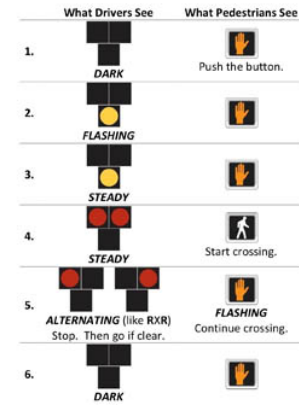 What Drivers See What Pedestrians See
1.
DARK
Push the button.
2.
FLASHING
3.
STEADY
4.
STEADY
Start crossing.
5.
ALTERNATING (like RXR)
Stop. Then go if clear.
FLASHING
Continue crossing.
6.
DARK